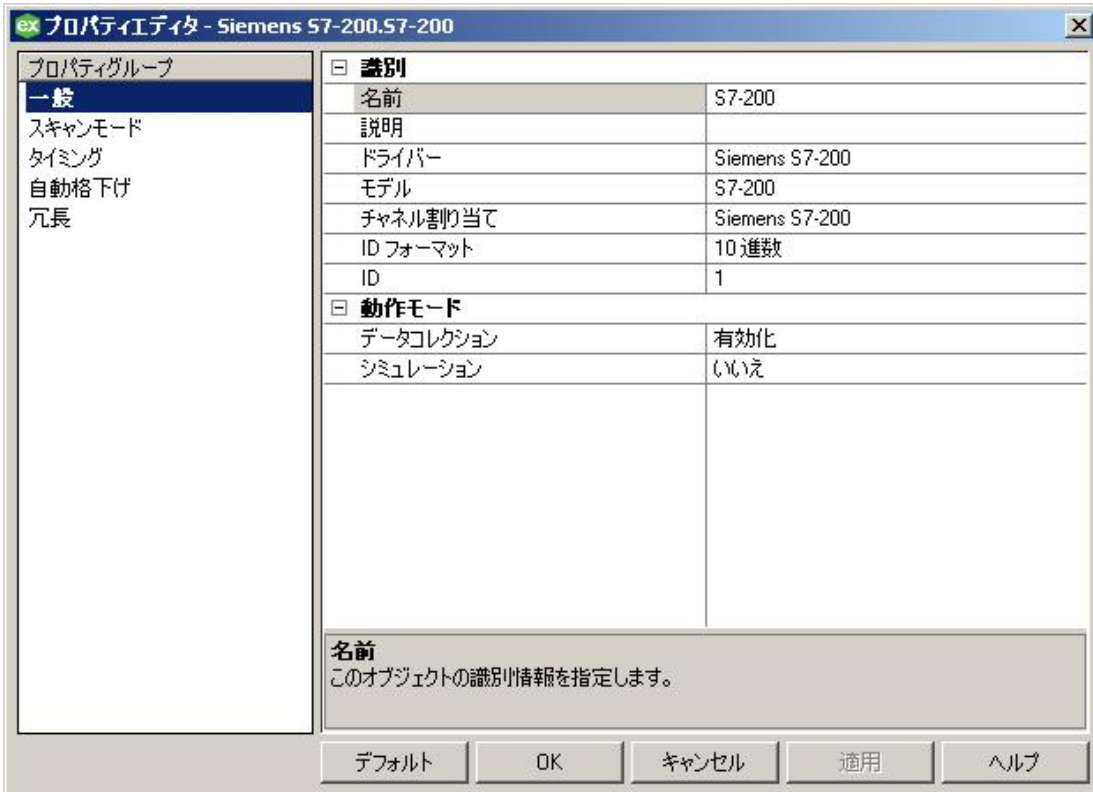 ex プロパティエディタ - Siemens S7-200.S7-200
プロパティグループ
一般
スキャンモード
タイミング
自動格下げ
冗長
識別
名前 S7-200
説明
ドライバー Siemens S7-200
モデル S7-200
チャネル割り当て Siemens S7-200
ID フォーマット 10 進数
ID 1
動作モード
データコレクション 有効化
シミュレーション いいえ
名前
このオブジェクトの識別情報を指定します。
デフォルト OK キャンセル 適用 ヘルプ